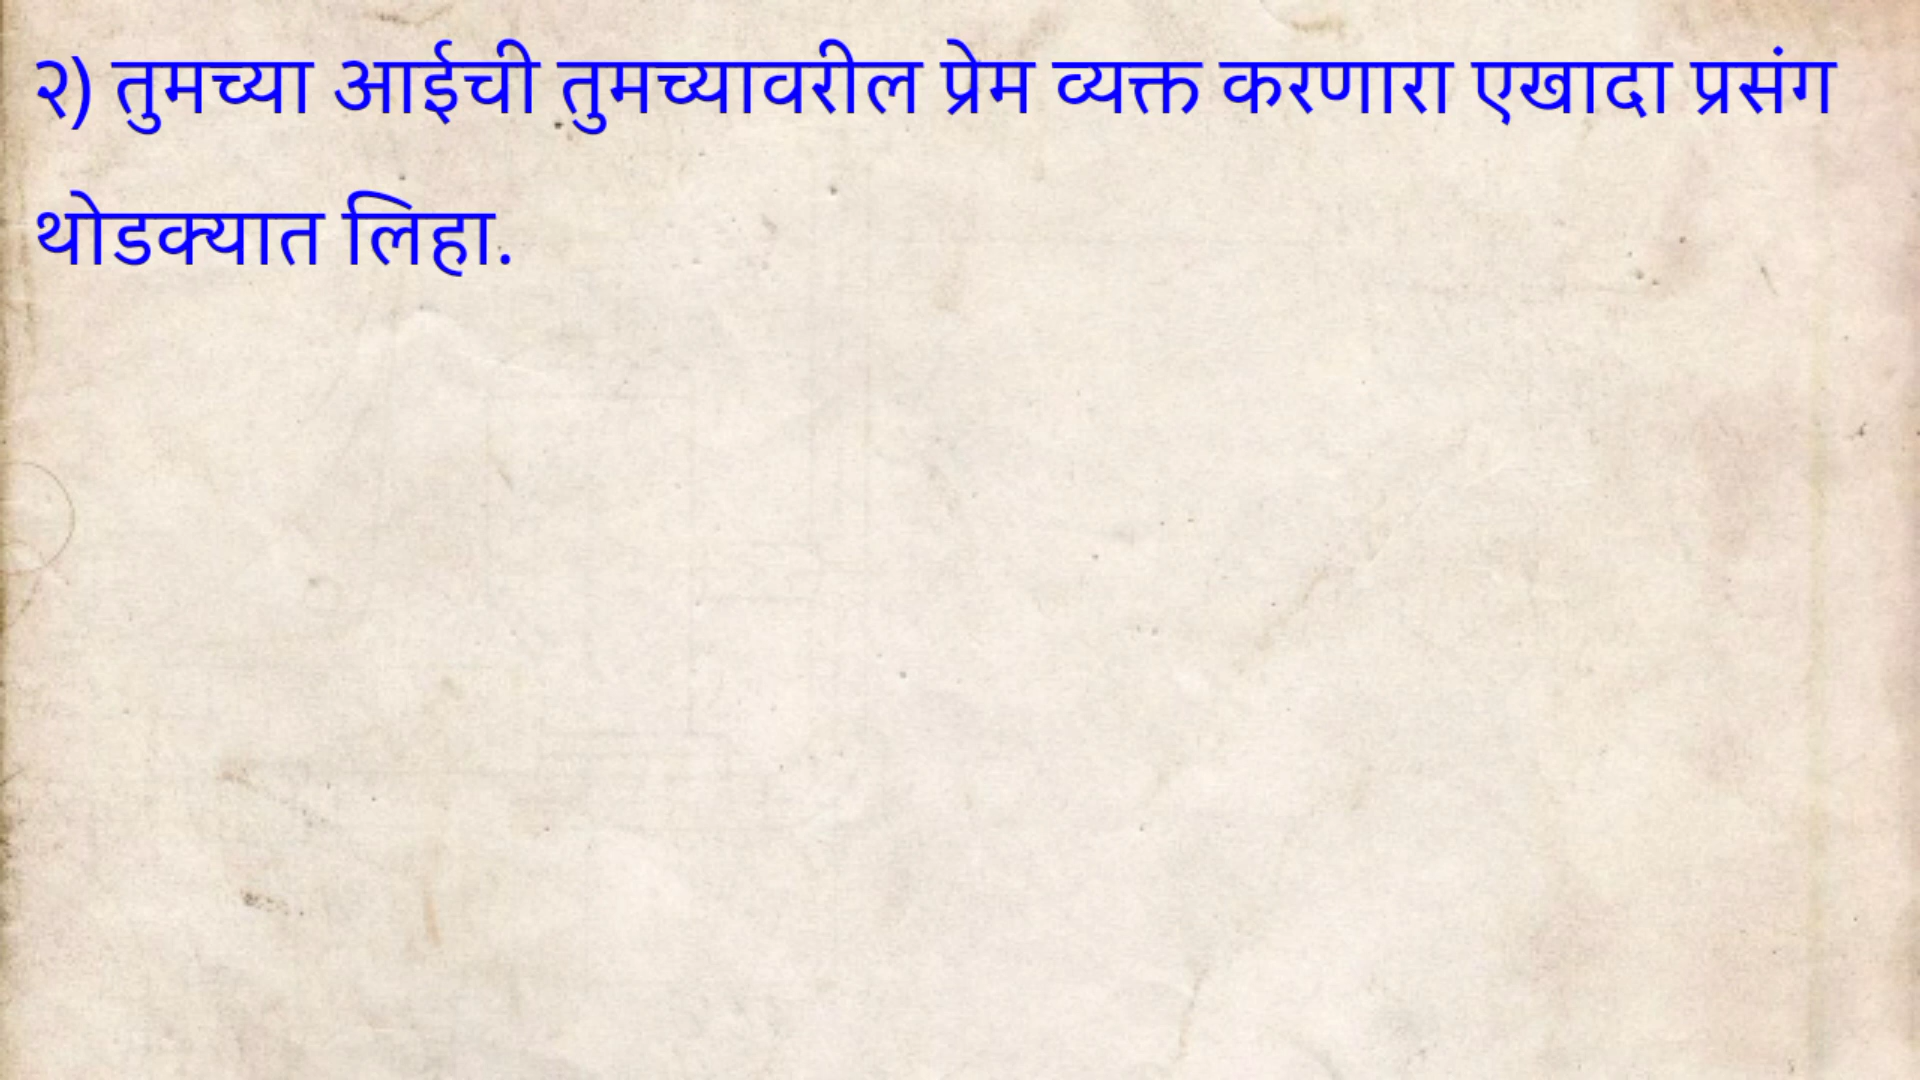 २) तुमच्या आईची तुमच्यावरील प्रेम व्यक्त करणारा एखादा प्रसंग
थोडक्यात लिहा.